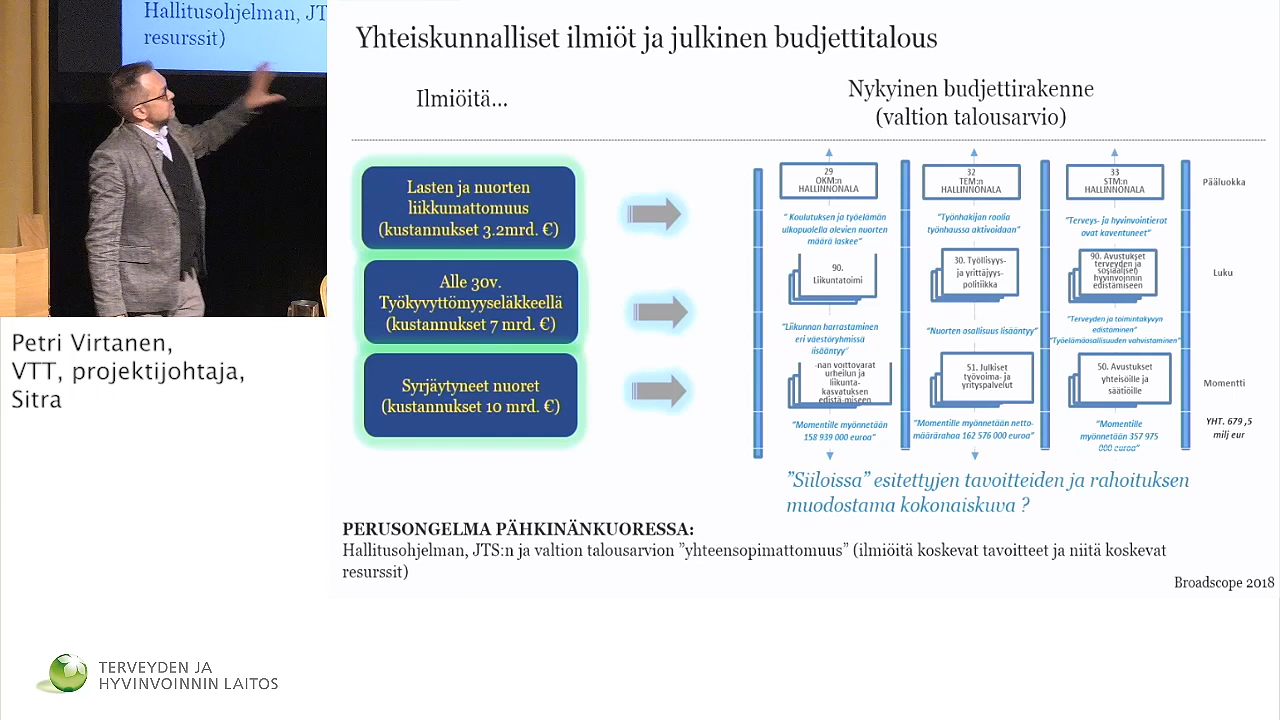 Hallitusohjelman, JT
resurssit)
Petri Virtanen,
VTT, projektijohtaja,
Sitra
TERVEYDEN JA
HYVINVOINNIN LAITOS
Yhteiskunnalliset ilmiöt ja julkinen budjettitalous
Ilmiöitä...
Nykyinen budjettirakenne
(valtion talousarvio)
Lasten ja nuorten
liikkumattomuus
(kustannukset 3.2mrd. €)
Alle 30v.
Työkyvyttömyyseläkkeellä
(kustannukset 7 mrd. €)
Syrjäytyneet nuoret
(kustannukset 10 mrd. €)
29
OKM:n
HALLINNONALA
" Koulutuksen ja työelämän
ulkopuolella olevien nuorten
määrä laskee"
90.
Liikuntatoimi
"Liikunnan harrastaminen
eri väestöryhmissä
lisääntyy"
-nan voittovarat
urheilun ja
liikunta-
kasvatuksen
edistä-miseen
"Momentille myönnetään
158 939 000 euroa"
32
TEM:n
HALLINNONALA
"Työnhakijan roolia
työnhaussa aktivoidaan"
30. Työllisyys-
ja yrittäjyys-
politiikka
"Nuorten osallisuus lisääntyy"
51. Julkiset
työvoima- ja
yrityspalvelut
"Momentille myönnetään netto-
määrärahaa 162 576 000 euroa"
33
STM:n
HALLINNONALA
"Terveys- ja hyvinvointierot
ovat kaventuneet"
90. Avustukset
terveyden ja
sosiaalisen
hyvinvoinnin
edistämiseen
"Terveyden ja toimintakyvyn
edistäminen"
"Työelämäosallisuuden vahvistaminen"
50. Avustukset
yhteisöille ja
säätiöille
"Momentille
myönnetään 357 975
000 euroa"
Pääluokka
Luku
Momentti
YHT. 679 ,5
milj eur
"Siiloissa" esitettyjen tavoitteiden ja rahoituksen
muodostama kokonaiskuva ?
PERUSONGELMA PÄHKINÄNKUORESSA:
Hallitusohjelman, JTS:n ja valtion talousarvion "yhteensopimattomuus" (ilmiöitä koskevat tavoitteet ja niitä koskevat
resurssit)
Broadscope 2018